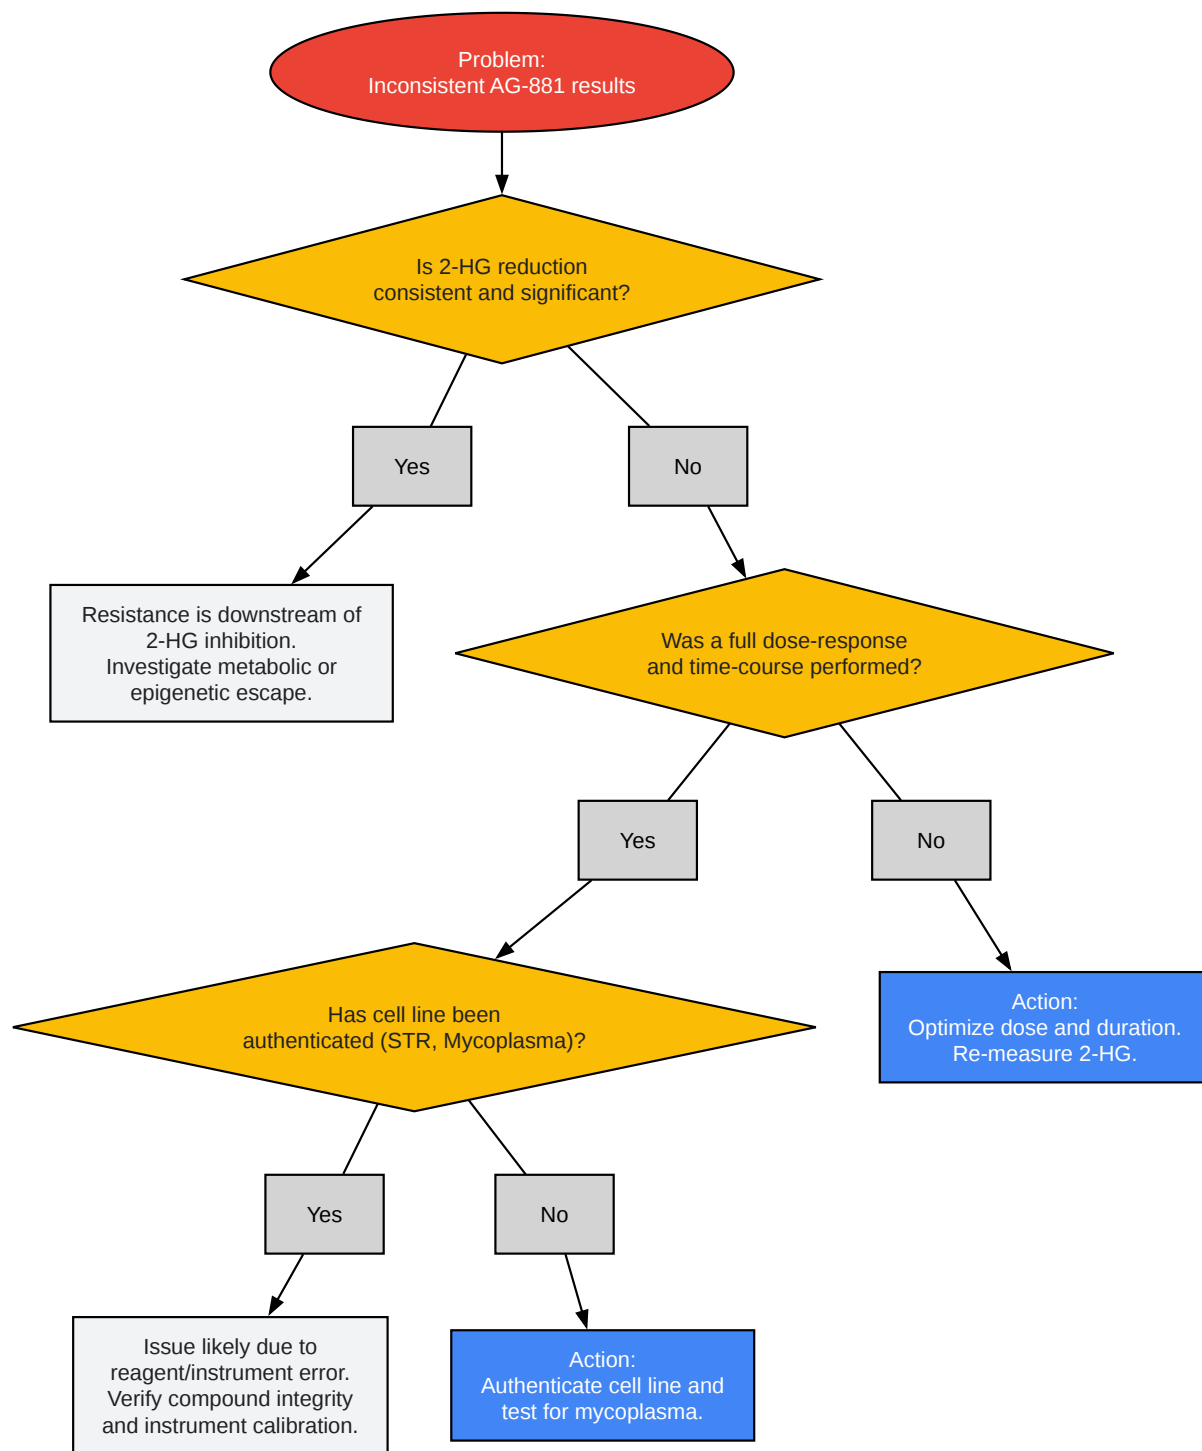 Problem:
Inconsistent AG-881 results
Is 2-HG reduction
consistent and significant?
Yes
No
Resistance is downstream of
2-HG inhibition.
Investigate metabolic or
epigenetic escape.
Was a full dose-response
and time-course performed?
Yes
No
Has cell line been
authenticated (STR, Mycoplasma)?
Action:
Optimize dose and duration.
Re-measure 2-HG.
Yes
No
Issue likely due to
reagent/instrument error.
Verify compound integrity
and instrument calibration.
Action:
Authenticate cell line and
test for mycoplasma.